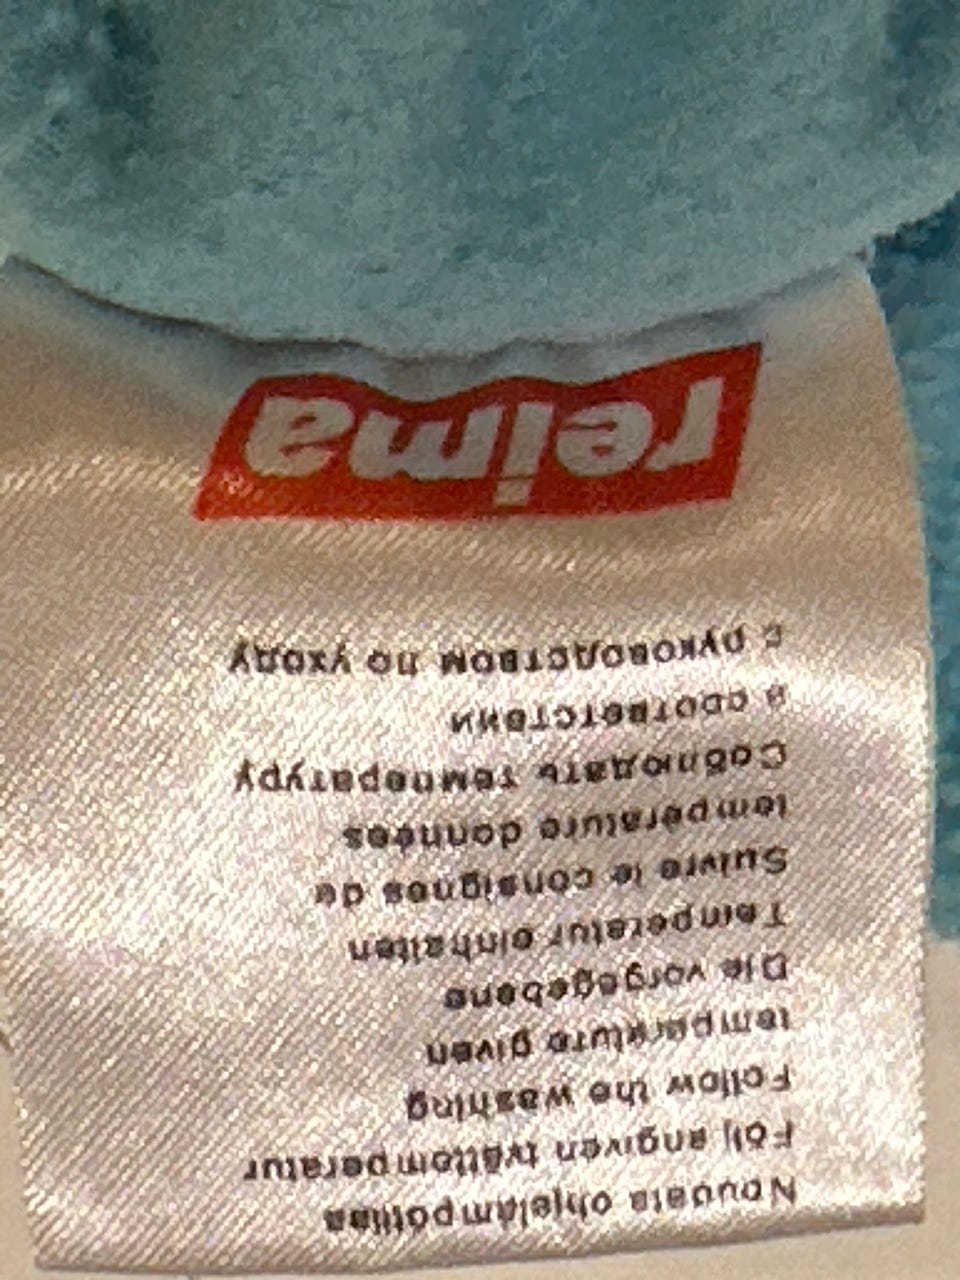 Noudata ohjelämpötilaa
Följ angiven tvättemperatur
Follow the washing
temperature given
Die vorgegebene
Temperatur einhalten
Suivre le consignes de
temperature données
Соблюдать температуру
в соответствии
с руководством по уходу
reima